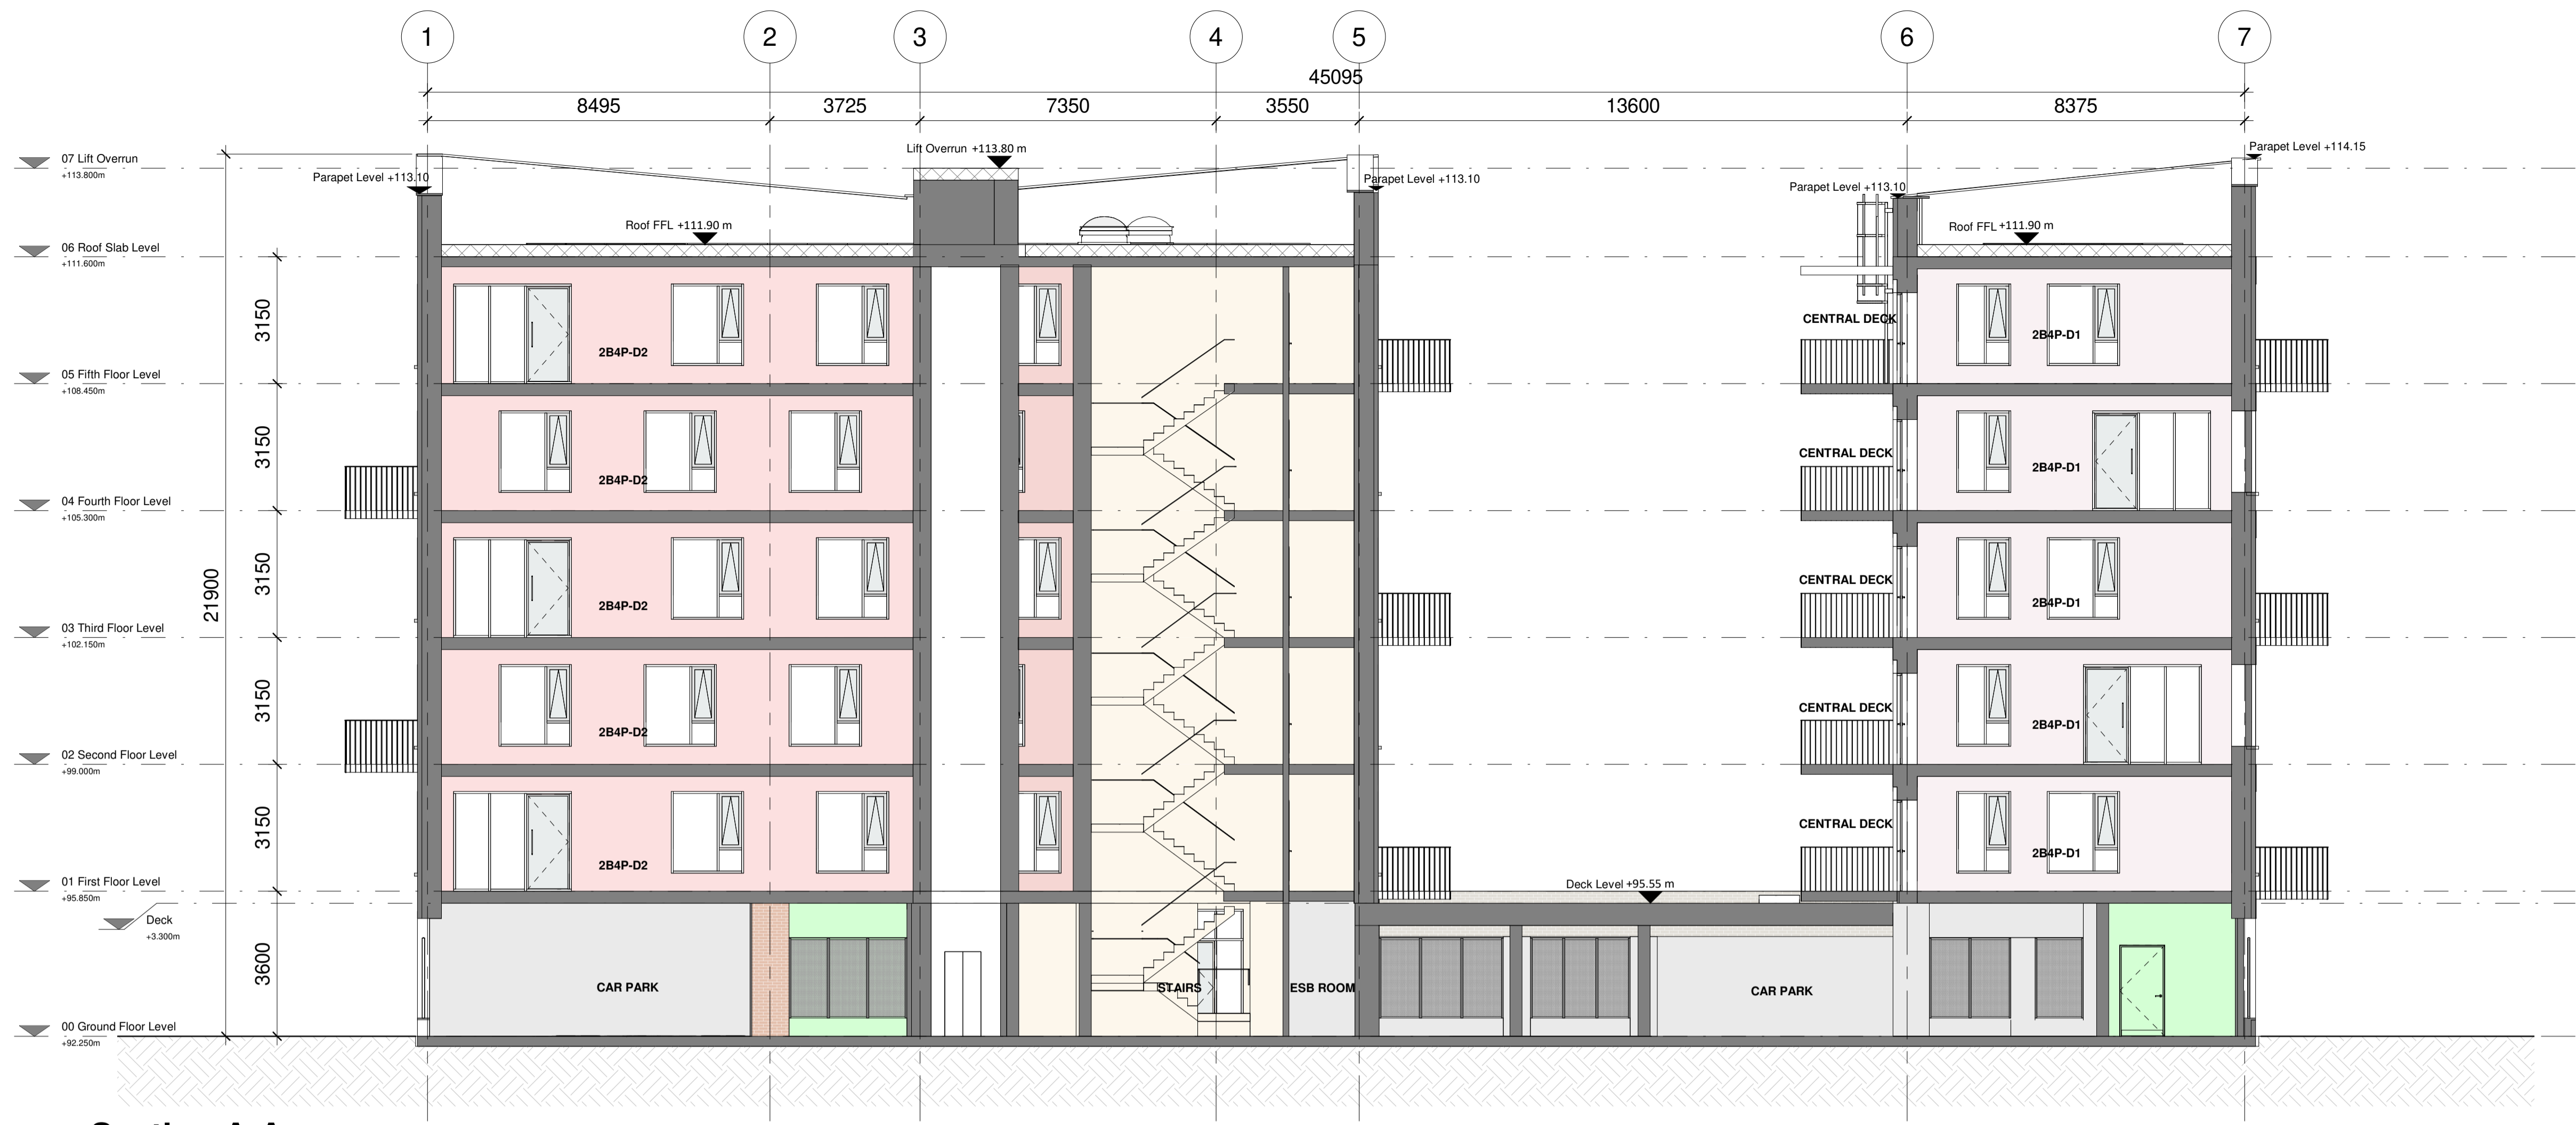 1 2 3 4 5 6 7
45095
8495 3725 7350 3550 13600 8375
07 Lift Overrun
+113.800m
Parapet Level +113.10
Lift Overrun +113.80 m
Parapet Level +113.10
Parapet Level +113.10
Parapet Level +114.15
Roof FFL +111.90 m
Roof FFL +111.90 m
06 Roof Slab Level
+111.600m
3150
2B4P-D2
CENTRAL DECK
2B4P-D1
05 Fifth Floor Level
+108.450m
3150
2B4P-D2
CENTRAL DECK
2B4P-D1
04 Fourth Floor Level
+105.300m
21900
3150
2B4P-D2
CENTRAL DECK
2B4P-D1
03 Third Floor Level
+102.150m
3150
2B4P-D2
CENTRAL DECK
2B4P-D1
02 Second Floor Level
+99.000m
3150
2B4P-D2
CENTRAL DECK
2B4P-D1
01 First Floor Level
+95.850m
Deck Level +95.55 m
Deck
+3.300m
3600
CAR PARK
STAIRS
ESB ROOM
CAR PARK
00 Ground Floor Level
+92.250m